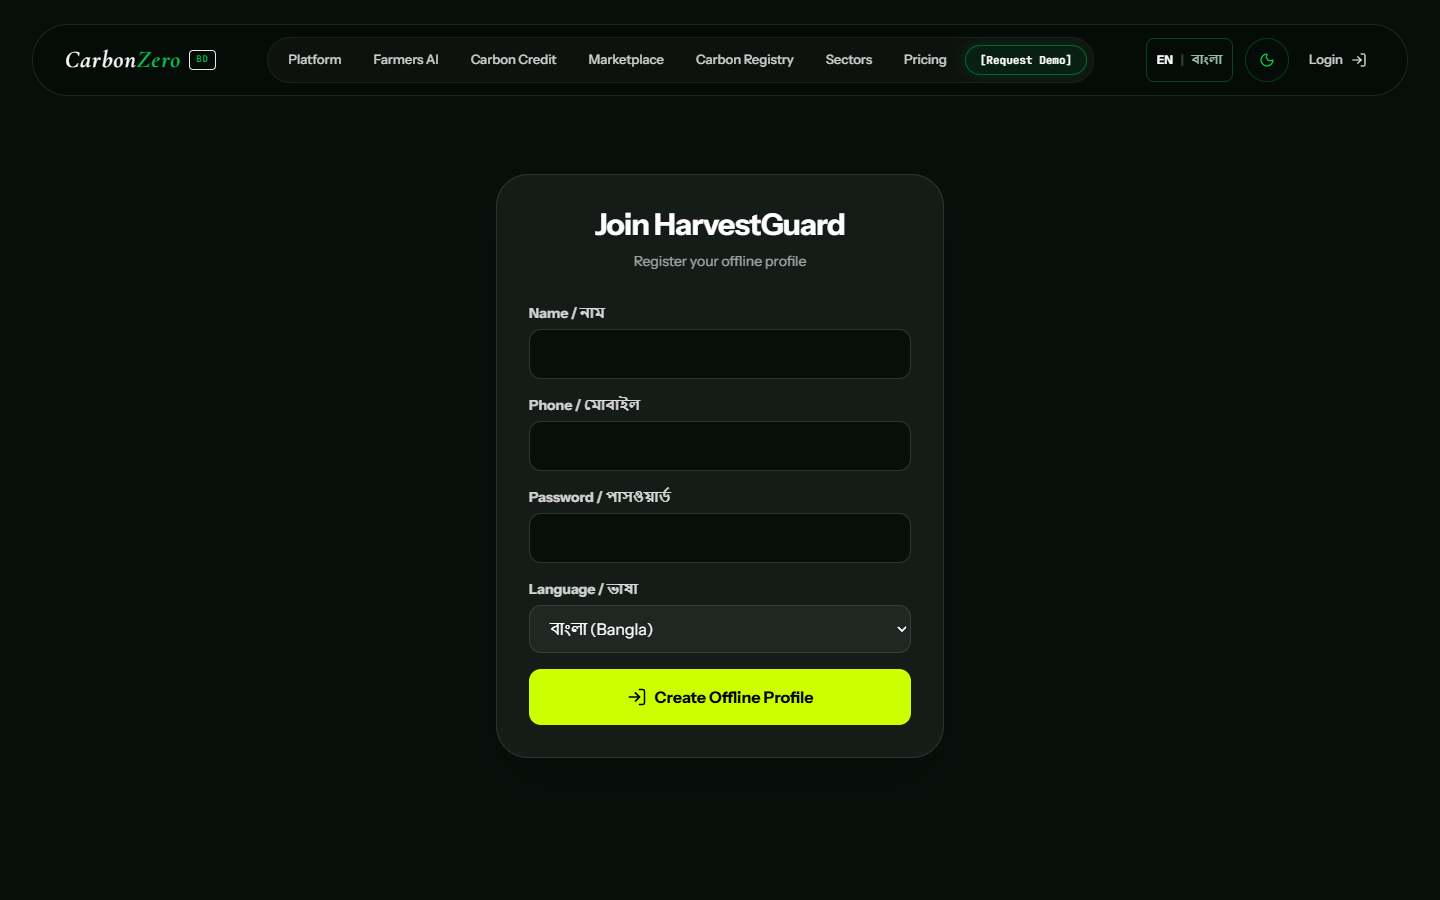 CarbonZero BD
Platform Farmers AI Carbon Credit Marketplace Carbon Registry Sectors Pricing [Request Demo]
EN | বাংলা
Login
Join HarvestGuard
Register your offline profile
Name / নাম
Phone / মোবাইল
Password / পাসওয়ার্ড
Language / ভাষা
বাংলা (Bangla)
Create Offline Profile